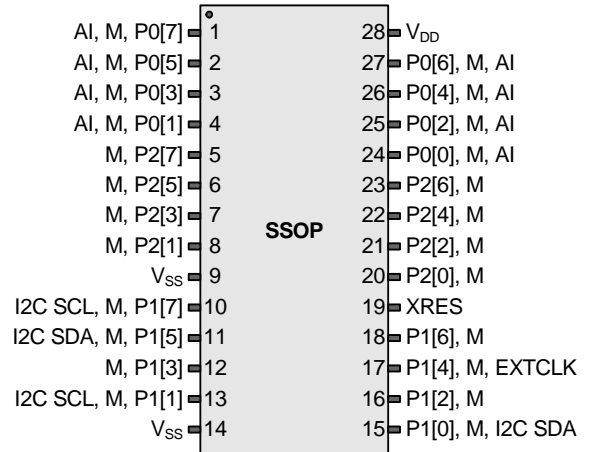 AI, M, P0[7] 1 28 VDD
AI, M, P0[5] 2 27 P0[6], M, AI
AI, M, P0[3] 3 26 P0[4], M, AI
AI, M, P0[1] 4 25 P0[2], M, AI
M, P2[7] 5 24 P0[0], M, AI
M, P2[5] 6 23 P2[6], M
M, P2[3] 7 22 P2[4], M
SSOP
M, P2[1] 8 21 P2[2], M
VSS 9 20 P2[0], M
I2C SCL, M, P1[7] 10 19 XRES
I2C SDA, M, P1[5] 11 18 P1[6], M
M, P1[3] 12 17 P1[4], M, EXTCLK
I2C SCL, M, P1[1] 13 16 P1[2], M
VSS 14 15 P1[0], M, I2C SDA